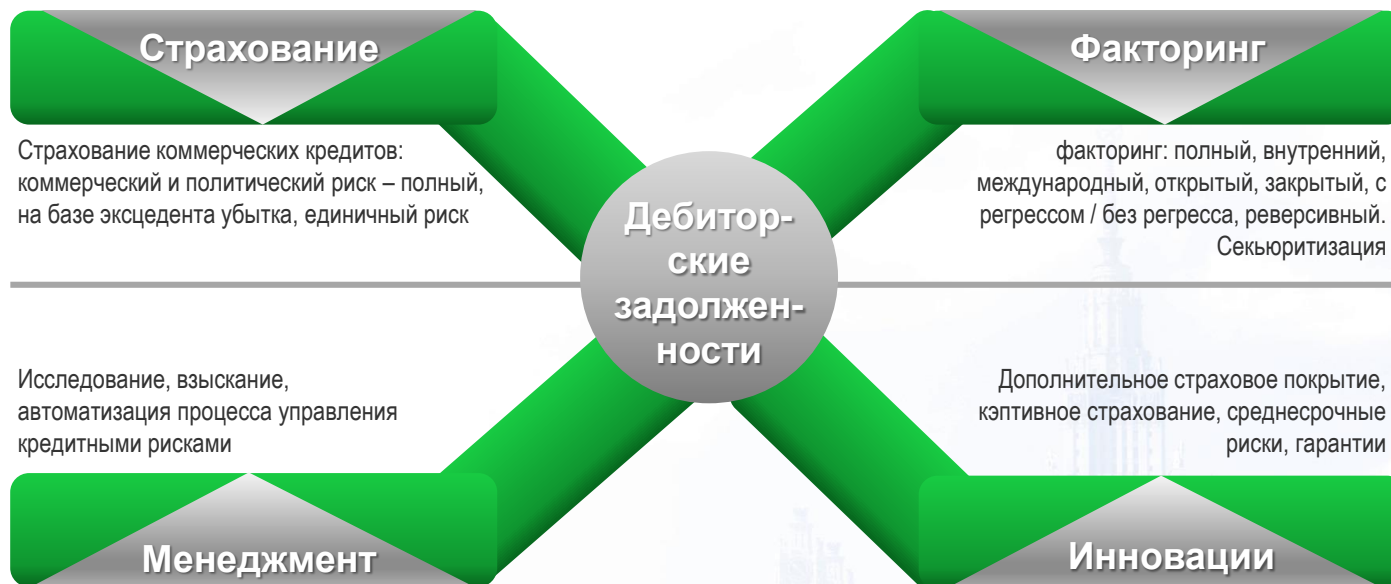 Страхование
Страхование коммерческих кредитов:
коммерческий и политический риск – полный,
на базе эксцедента убытка, единичный риск
Факторинг
факторинг: полный, внутренний,
международный, открытый, закрытый, с
регрессом / без регресса, реверсивный.
Секьюритизация
Дебитор-
ские
задолжен-
ности
Исследование, взыскание,
автоматизация процесса управления
кредитными рисками
Менеджмент
Дополнительное страховое покрытие,
кэптивное страхование, среднесрочные
риски, гарантии
Инновации